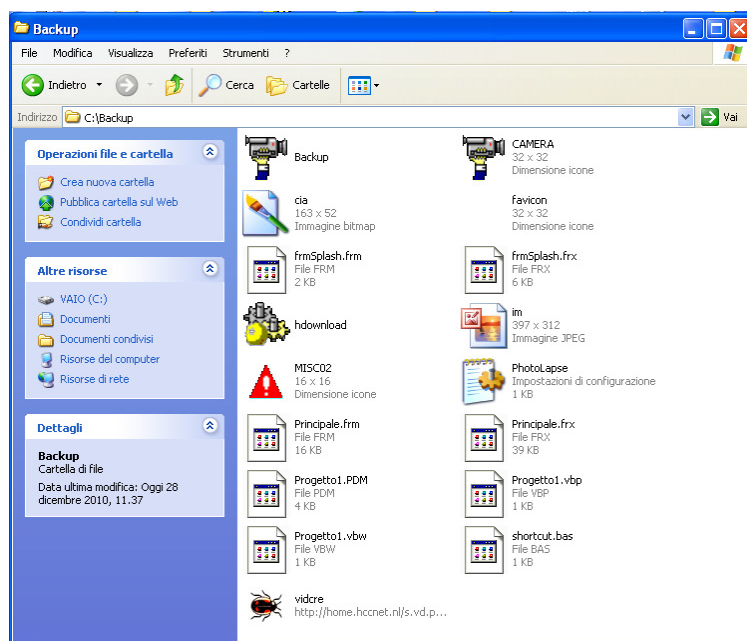 Backup
File Modifica Visualizza Preferiti Strumenti ?
Indietro Cerca Cartelle
Indirizzo C:\Backup Vai
Operazioni file e cartella
Crea nuova cartella
Pubblica cartella sul Web
Condividi cartella
Altre risorse
VAIO (C:)
Documenti
Documenti condivisi
Risorse del computer
Risorse di rete
Dettagli
Backup
Cartella di file
Data ultima modifica: Oggi 28
dicembre 2010, 11.37
Backup
CAMERA
32 x 32
Dimensione icone
cia
163 x 52
Immagine bitmap
favicon
32 x 32
Dimensione icone
frmSplash.frm
File FRM
2 KB
frmSplash.frx
File FRX
6 KB
hdownload
im
397 x 312
Immagine JPEG
MISC02
16 x 16
Dimensione icone
PhotoLapse
Impostazioni di configurazione
1 KB
Principale.frm
File FRM
16 KB
Principale.frx
File FRX
39 KB
Progetto1.PDM
File PDM
4 KB
Progetto1.vbp
File VBP
1 KB
Progetto1.vbw
File VBW
1 KB
shortcut.bas
File BAS
1 KB
vidcre
http://home.hccnet.nl/s.vd.p...